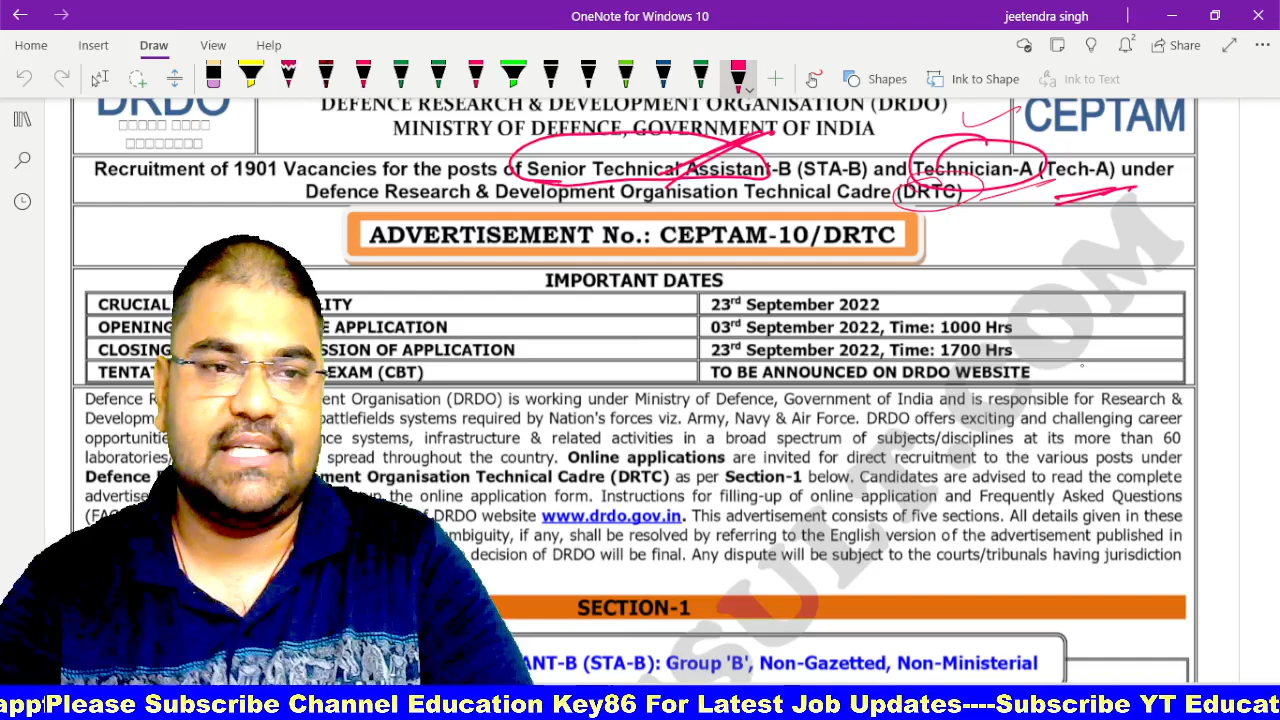 OneNote for Windows 10
jeetendra singh
Home Insert Draw View Help
Share
Shapes Ink to Shape Ink to Text
DRDO
DEFENCE RESEARCH & DEVELOPMENT ORGANISATION (DRDO)
MINISTRY OF DEFENCE, GOVERNMENT OF INDIA
CEPTAM
Recruitment of 1901 Vacancies for the posts of Senior Technical Assistant-B (STA-B) and Technician-A (Tech-A) under
Defence Research & Development Organisation Technical Cadre (DRTC)
ADVERTISEMENT No.: CEPTAM-10/DRTC
IMPORTANT DATES
CRUCIAL LITY 23rd September 2022
OPENING E APPLICATION 03rd September 2022, Time: 1000 Hrs
CLOSING SSION OF APPLICATION 23rd September 2022, Time: 1700 Hrs
TENTAT EXAM (CBT) TO BE ANNOUNCED ON DRDO WEBSITE
Defence R ent Organisation (DRDO) is working under Ministry of Defence, Government of India and is responsible for Research &
Developm battlefields systems required by Nation's forces viz. Army, Navy & Air Force. DRDO offers exciting and challenging career
opportunitie nce systems, infrastructure & related activities in a broad spectrum of subjects/disciplines at its more than 60
laboratories spread throughout the country. Online applications are invited for direct recruitment to the various posts under
Defence ment Organisation Technical Cadre (DRTC) as per Section-1 below. Candidates are advised to read the complete
advertise the online application form. Instructions for filling-up of online application and Frequently Asked Questions
(FAQ of DRDO website www.drdo.gov.in. This advertisement consists of five sections. All details given in these
mbiguity, if any, shall be resolved by referring to the English version of the advertisement published in
decision of DRDO will be final. Any dispute will be subject to the courts/tribunals having jurisdiction
SECTION-1
ANT-B (STA-B): Group 'B', Non-Gazetted, Non-Ministerial
SULT.COM
app Please Subscribe Channel Education Key86 For Latest Job Updates----Subscribe YT Educat